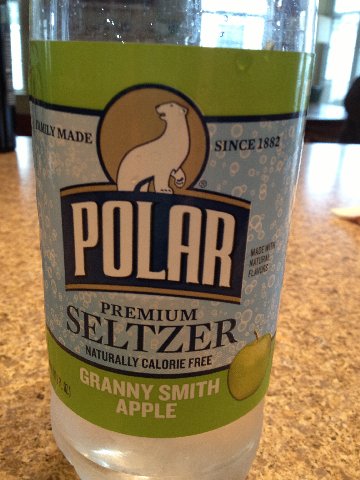 FAMILY MADE
SINCE 1882
®
POLAR
MADE WITH
NATURAL
FLAVORS
PREMIUM
SELTZER
NATURALLY CALORIE FREE
GRANNY SMITH
APPLE